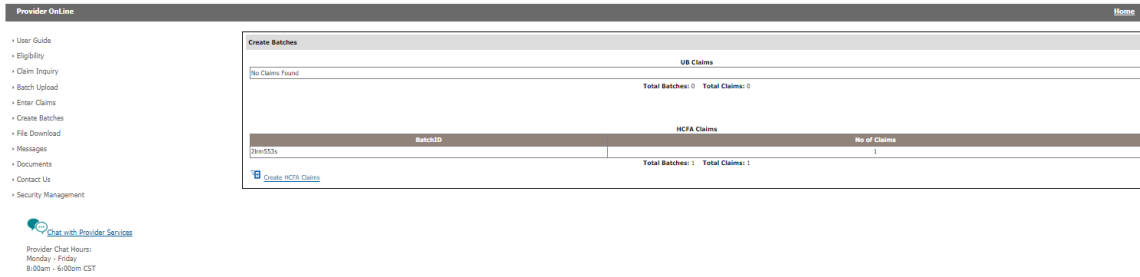 Provider OnLine
Home
User Guide
Eligibility
Claim Inquiry
Batch Upload
Enter Claims
Create Batches
File Download
Messages
Documents
Contact Us
Security Management
Chat with Provider Services
Provider Chat Hours:
Monday - Friday
8:00am - 6:00pm CST
Create Batches
UB Claims
No Claims Found
Total Batches: 0 Total Claims: 0
HCFA Claims
BatchID No of Claims
2lrm553s 1
Total Batches: 1 Total Claims: 1
Create HCFA Claims